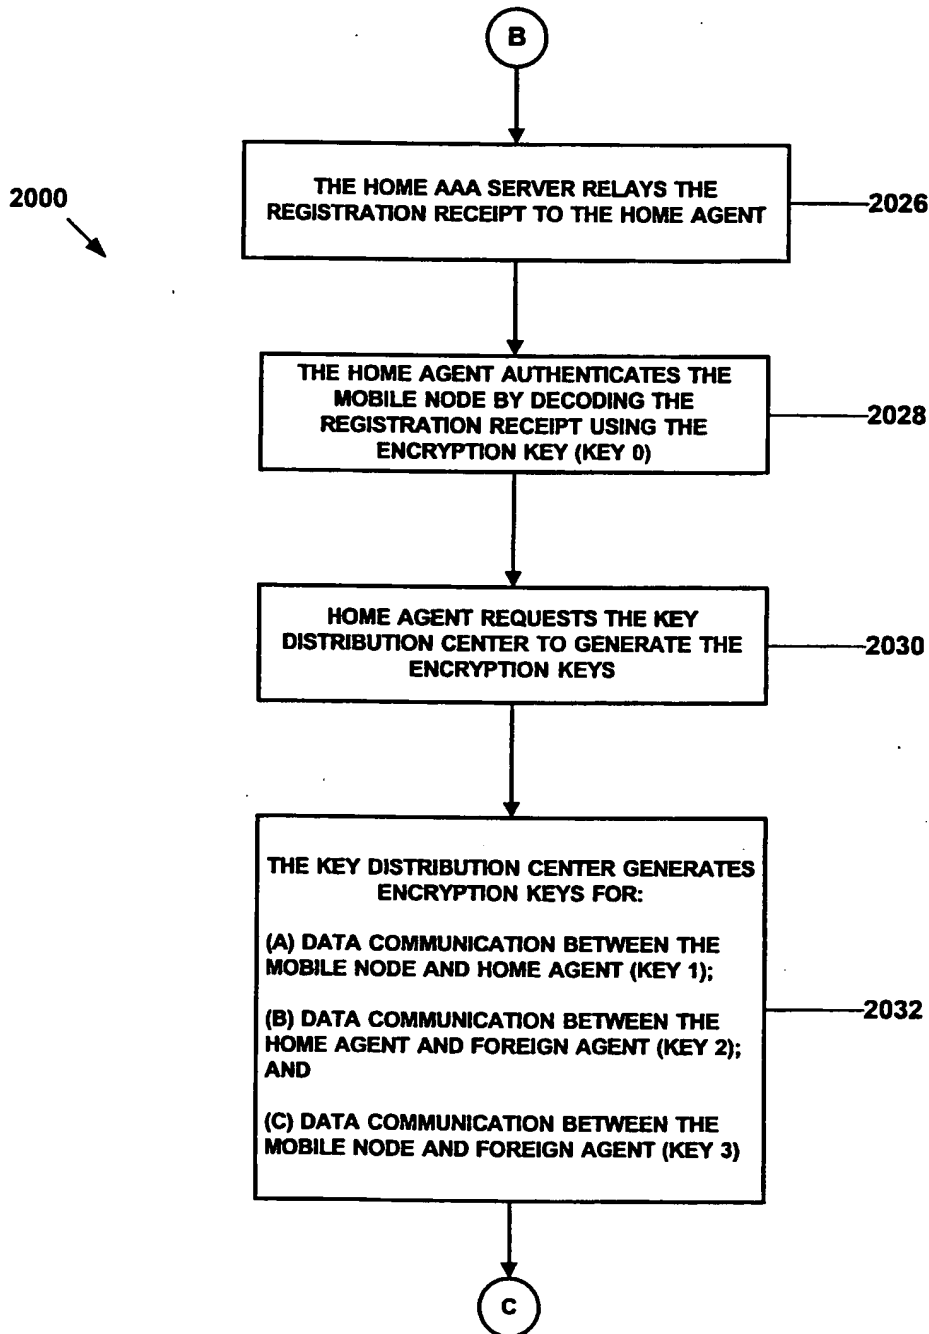 B
2000
THE HOME AAA SERVER RELAYS THE
REGISTRATION RECEIPT TO THE HOME AGENT
2026
THE HOME AGENT AUTHENTICATES THE
MOBILE NODE BY DECODING THE
REGISTRATION RECEIPT USING THE
ENCRYPTION KEY (KEY 0)
2028
HOME AGENT REQUESTS THE KEY
DISTRIBUTION CENTER TO GENERATE THE
ENCRYPTION KEYS
2030
THE KEY DISTRIBUTION CENTER GENERATES
ENCRYPTION KEYS FOR:
(A) DATA COMMUNICATION BETWEEN THE
MOBILE NODE AND HOME AGENT (KEY 1);
(B) DATA COMMUNICATION BETWEEN THE
HOME AGENT AND FOREIGN AGENT (KEY 2);
AND
(C) DATA COMMUNICATION BETWEEN THE
MOBILE NODE AND FOREIGN AGENT (KEY 3)
2032
C